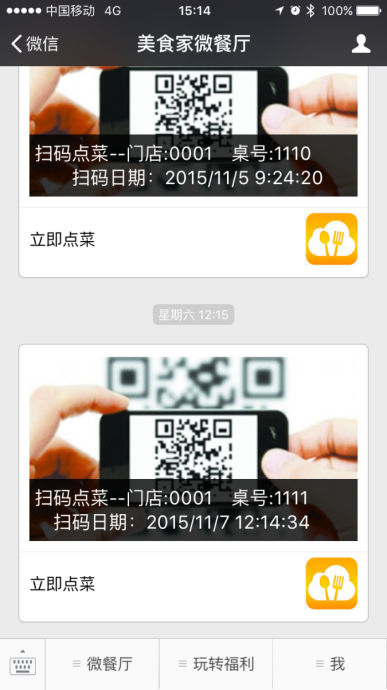 中国移动 4G 15:14 100%
微信 美食家微餐厅
扫码点菜--门店:0001 桌号:1110
扫码日期：2015/11/5 9:24:20
立即点菜
星期六 12:15
扫码点菜--门店:0001 桌号:1111
扫码日期：2015/11/7 12:14:34
立即点菜
微餐厅 玩转福利 我